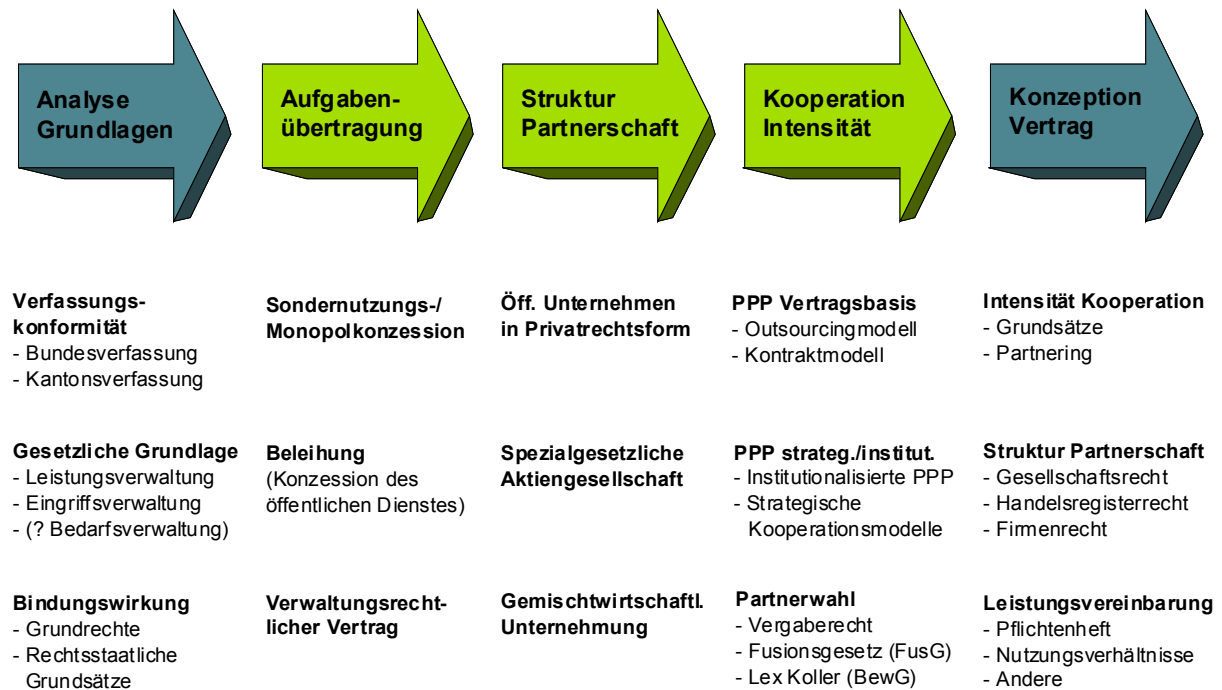 Analyse
Grundlagen
Aufgaben-
übertragung
Struktur
Partnerschaft
Kooperation
Intensität
Konzeption
Vertrag
Verfassungs-
konformität
- Bundesverfassung
- Kantonsverfassung
Sondernutzungs-/
Monopolkonzession
Öff. Unternehmen
in Privatrechtsform
PPP Vertragsbasis
- Outsourcingmodell
- Kontraktmodell
Intensität Kooperation
- Grundsätze
- Partnering
Gesetzliche Grundlage
- Leistungsverwaltung
- Eingriffsverwaltung
- (? Bedarfsverwaltung)
Beleihung
(Konzession des
öffentlichen Dienstes)
Spezialgesetzliche
Aktiengesellschaft
PPP strateg./institut.
- Institutionalisierte PPP
- Strategische
Kooperationsmodelle
Struktur Partnerschaft
- Gesellschaftsrecht
- Handelsregisterrecht
- Firmenrecht
Bindungswirkung
- Grundrechte
- Rechtsstaatliche
Grundsätze
Verwaltungsrecht-
licher Vertrag
Gemischtwirtschaftl.
Unternehmung
Partnerwahl
- Vergaberecht
- Fusionsgesetz (FusG)
- Lex Koller (BewG)
Leistungsvereinbarung
- Pflichtenheft
- Nutzungsverhältnisse
- Andere